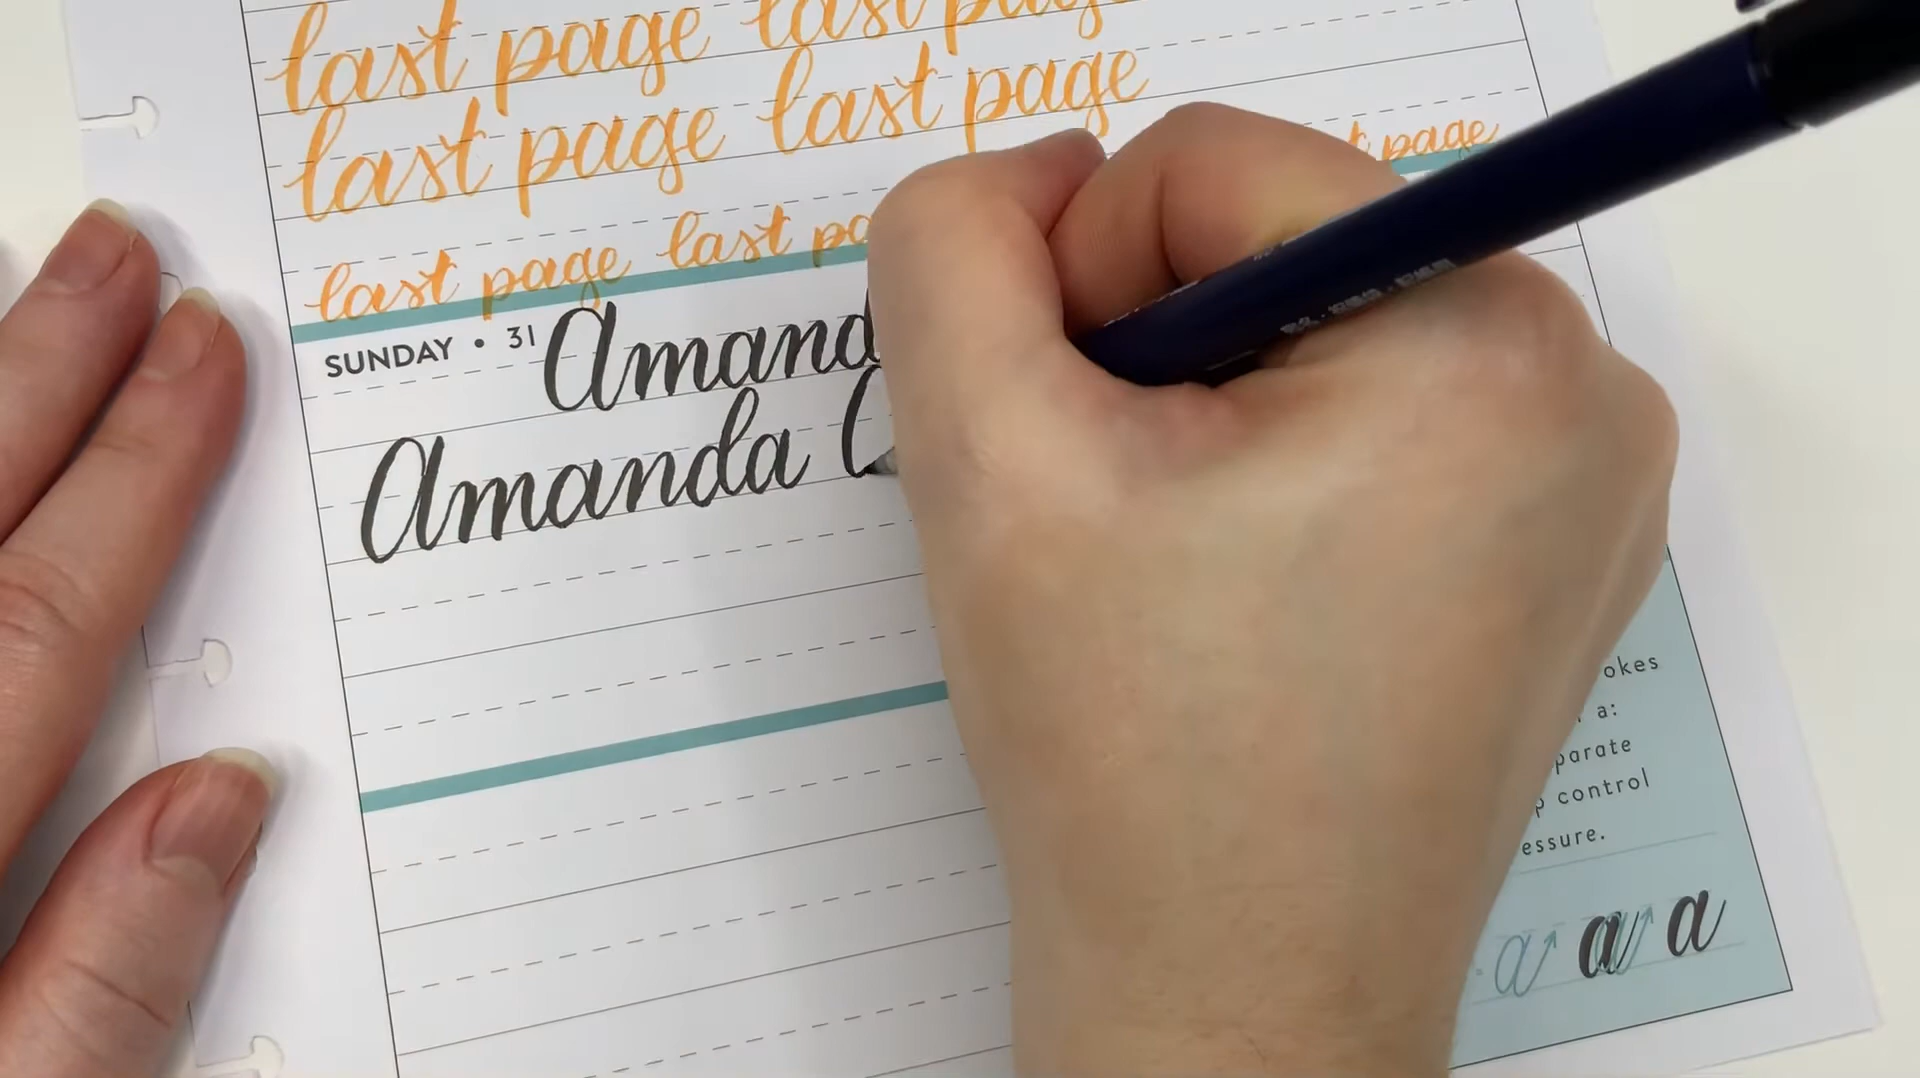 last page last page
last page last page
last page last page
SUNDAY • 31 Amand
Amanda
okes
a:
parate
control
essure.
a a a